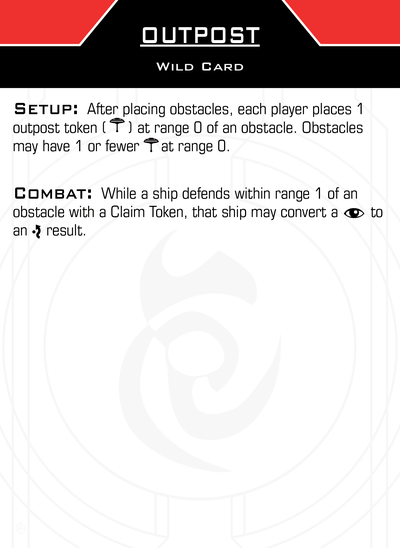 OUTPOST
WILD CARD
SETUP: After placing obstacles, each player places 1
outpost token ( ) at range 0 of an obstacle. Obstacles
may have 1 or fewer at range 0.
COMBAT: While a ship defends within range 1 of an
obstacle with a Claim Token, that ship may convert a to
an result.